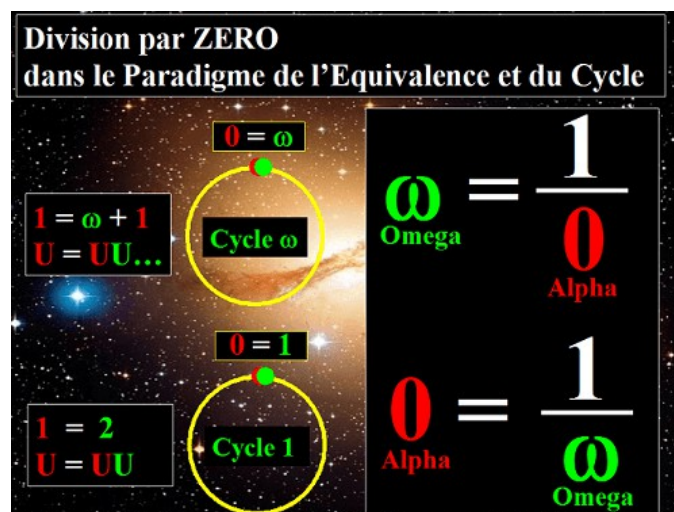 Division par ZERO
dans le Paradigme de l'Equivalence et du Cycle
0 = ω
1 = ω + 1
U = UU...
Cycle ω
0 = 1
1 = 2
U = UU
Cycle 1
ω = 1/0
Omega
Alpha
0 = 1/ω
Alpha
Omega